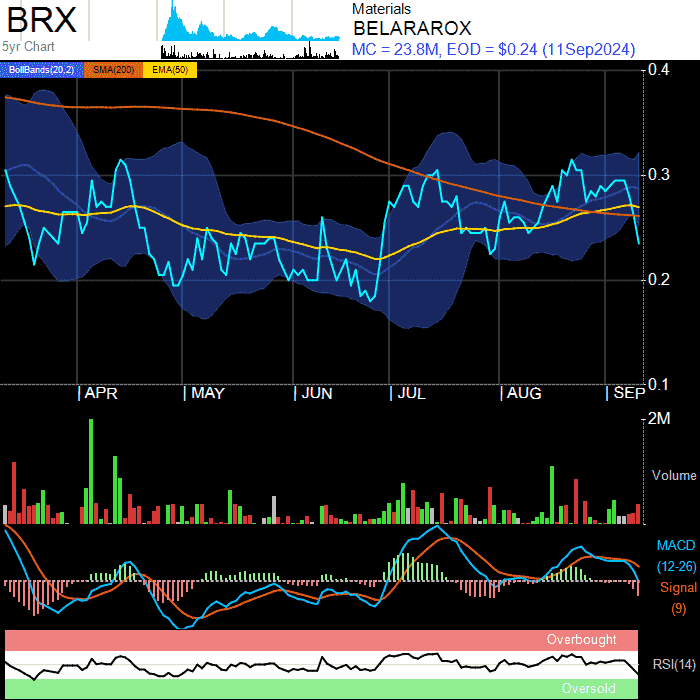 BRX
5yr Chart
Materials
BELARAROX
MC = 23.8M, EOD = $0.24 (11Sep2024)
BollBands(20,2) SMA(200) EMA(50)
0.4
0.3
0.2
0.1
APR MAY JUN JUL AUG SEP
2M
Volume
MACD
(12-26)
Signal
(9)
Overbought
RSI(14)
Oversold